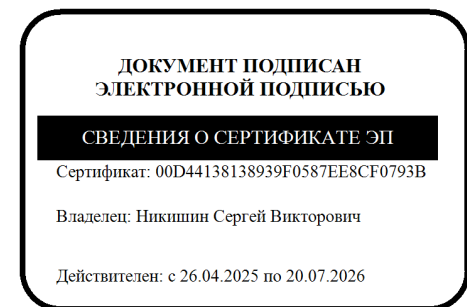 ДОКУМЕНТ ПОДПИСАН
ЭЛЕКТРОННОЙ ПОДПИСЬЮ
СВЕДЕНИЯ О СЕРТИФИКАТЕ ЭП
Сертификат: 00D44138138939F0587EE8CF0793B
Владелец: Никишин Сергей Викторович
Действителен: с 26.04.2025 по 20.07.2026